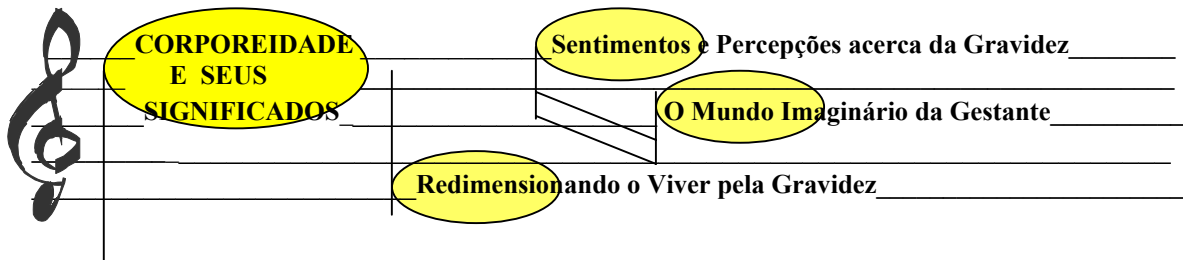 CORPOREIDADE
E SEUS
SIGNIFICADOS
Sentimentos e Percepções acerca da Gravidez
O Mundo Imaginário da Gestante
Redimensionando o Viver pela Gravidez